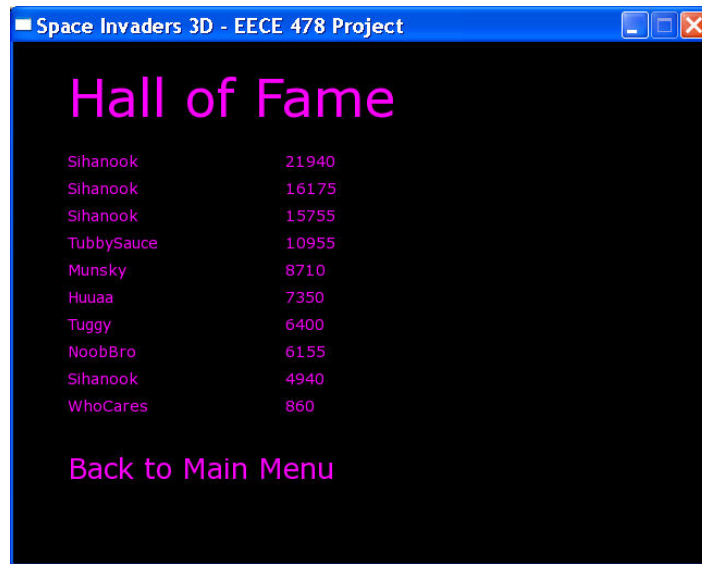 Space Invaders 3D - EECE 478 Project
Hall of Fame
Sihanook 21940
Sihanook 16175
Sihanook 15755
TubbySauce 10955
Munsky 8710
Huuaa 7350
Tuggy 6400
NoobBro 6155
Sihanook 4940
WhoCares 860
Back to Main Menu